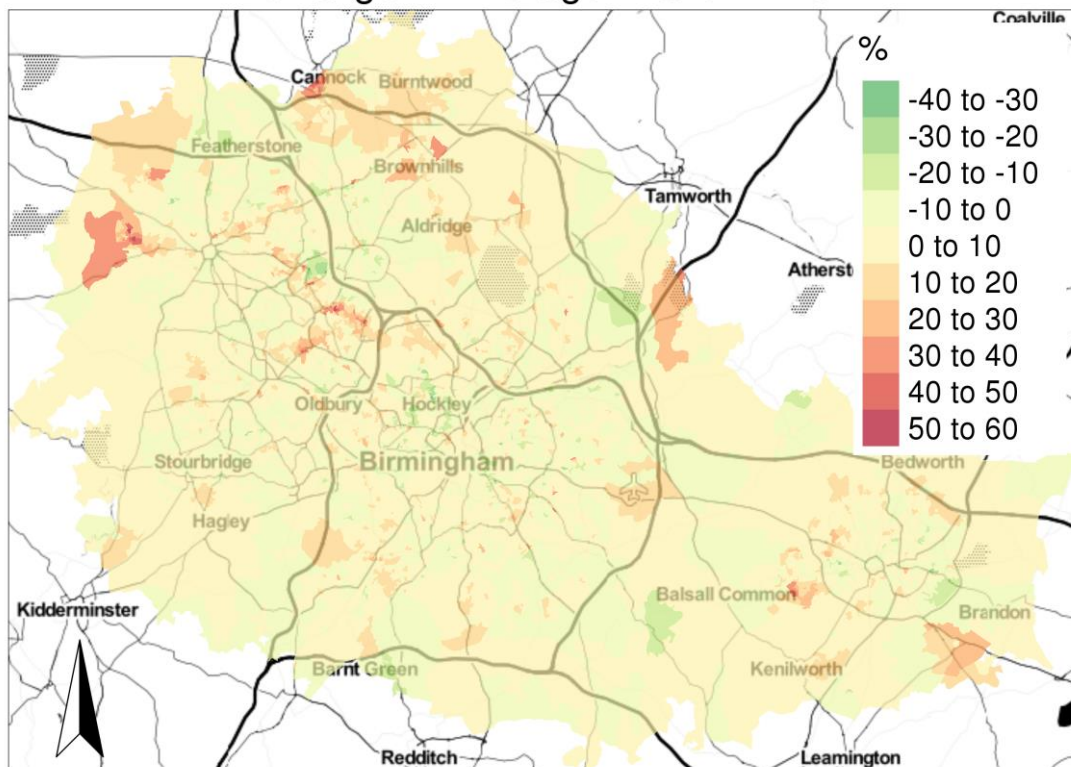 Coalville
%
-40 to -30
-30 to -20
-20 to -10
-10 to 0
0 to 10
10 to 20
20 to 30
30 to 40
40 to 50
50 to 60
Cannock
Burntwood
Featherstone
Brownhills
Tamworth
Aldridge
Atherst
Oldbury
Hockley
Birmingham
Stourbridge
Bedworth
Hagley
Balsall Common
Kidderminster
Brandon
Barnt Green
Kenilworth
Redditch
Leamington